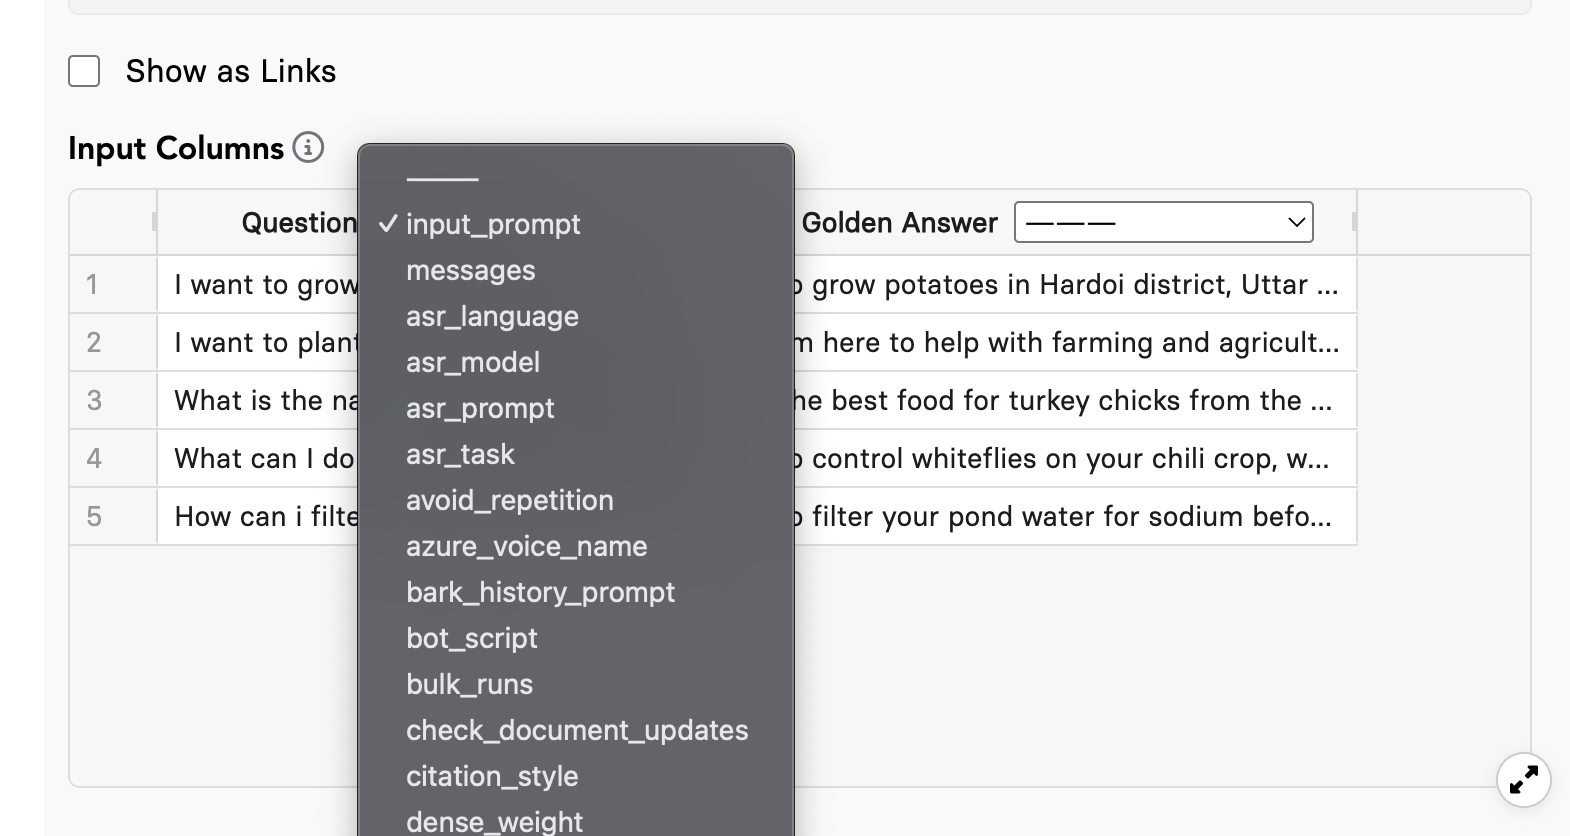 Show as Links
Input Columns
Question
Golden Answer ———
input_prompt
messages
asr_language
asr_model
asr_prompt
asr_task
avoid_repetition
azure_voice_name
bark_history_prompt
bot_script
bulk_runs
check_document_updates
citation_style
dense_weight
1 I want to grow grow potatoes in Hardoi district, Uttar ...
2 I want to plant here to help with farming and agricult...
3 What is the best food for turkey chicks from the ...
4 What can I do control whiteflies on your chili crop, w...
5 How can i filter your pond water for sodium befo...